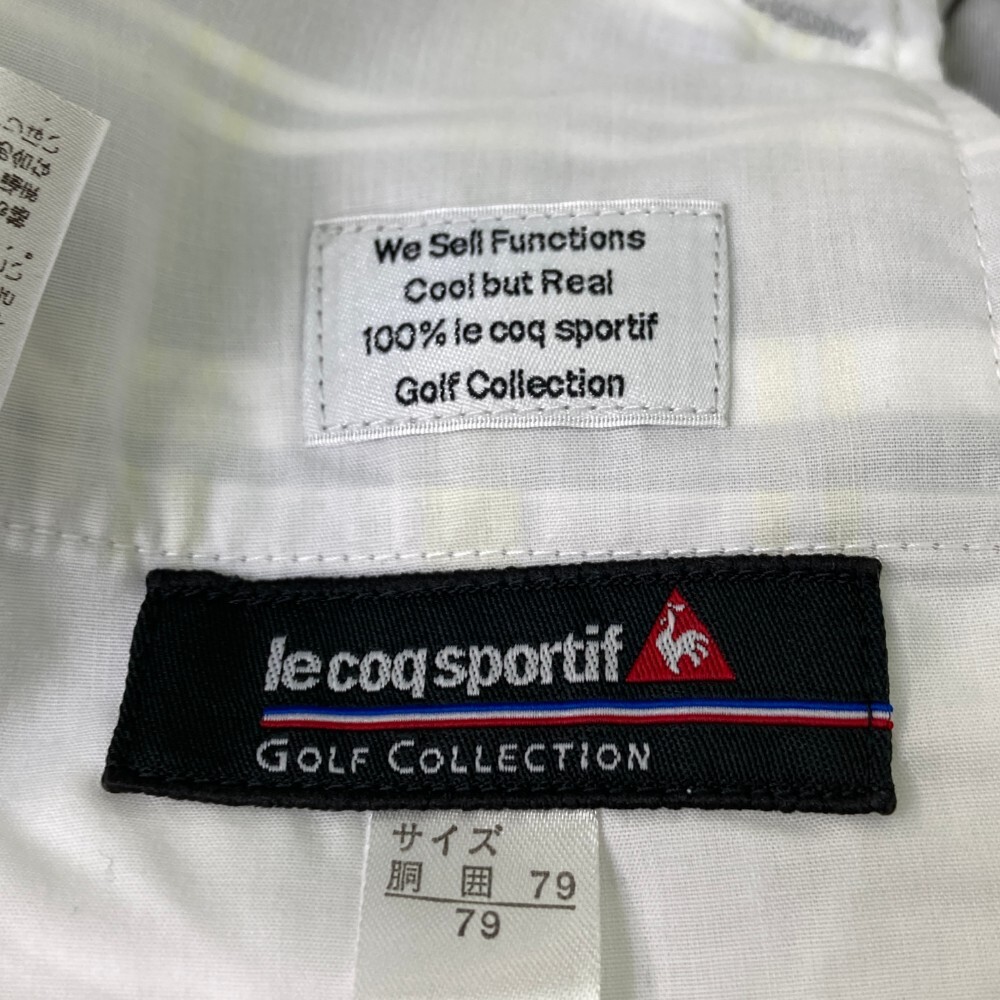 We Sell Functions
Cool but Real
100% le coq sportif
Golf Collection
le coq sportif
GOLF COLLECTION
サイズ
胴 囲 79
79